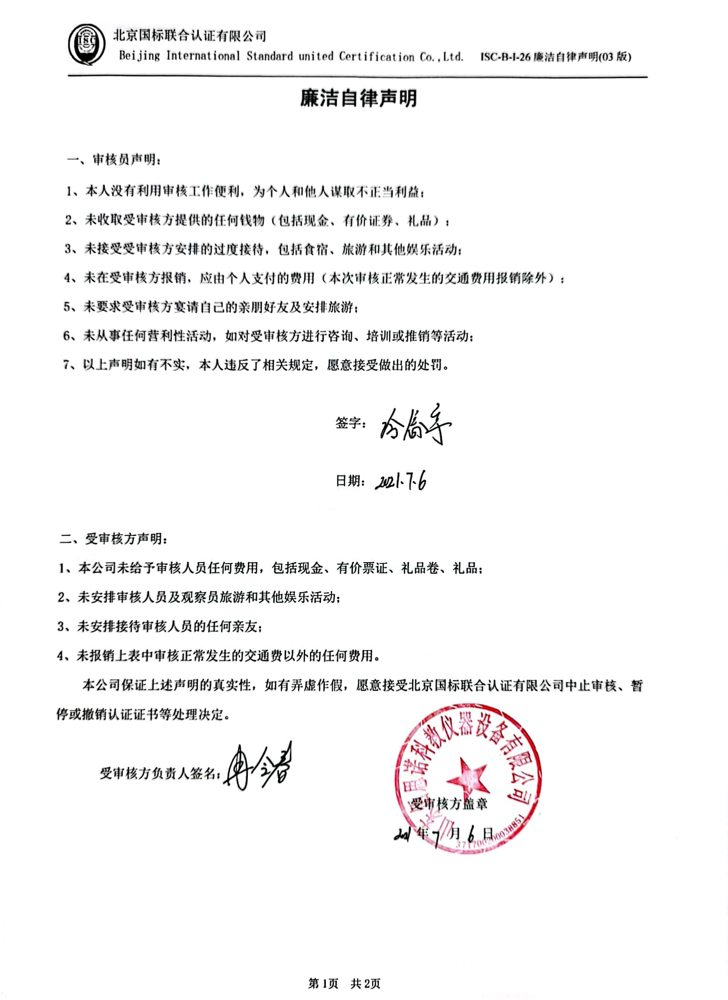 ISC
北京国标联合认证有限公司
Beijing International Standard united Certification Co.,Ltd. ISC-B-I-26 廉洁自律声明(03 版)
廉洁自律声明
一、审核员声明：
1、本人没有利用审核工作便利，为个人和他人谋取不正当利益；
2、未收取受审核方提供的任何钱物（包括现金、有价证券、礼品）；
3、未接受受审核方安排的过度接待，包括食宿、旅游和其他娱乐活动；
4、未在受审核方报销，应由个人支付的费用（本次审核正常发生的交通费用报销除外）；
5、未要求受审核方宴请自己的亲朋好友及安排旅游；
6、未从事任何营利性活动，如对受审核方进行咨询、培训或推销等活动；
7、以上声明如有不实，本人违反了相关规定，愿意接受做出的处罚。
签字：
日期：2021.7.6
二、受审核方声明：
1、本公司未给予审核人员任何费用，包括现金、有价票证、礼品卷、礼品；
2、未安排审核人员及观察员旅游和其他娱乐活动；
3、未安排接待审核人员的任何亲友；
4、未报销上表中审核正常发生的交通费以外的任何费用。
本公司保证上述声明的真实性，如有弄虚作假，愿意接受北京国标联合认证有限公司中止审核、暂
停或撤销认证证书等处理决定。
受审核方负责人签名：冉令春
思诺科教仪器设备有限公司
受审核方盖章
2021年7月6日
371700200038851
第1页 共2页